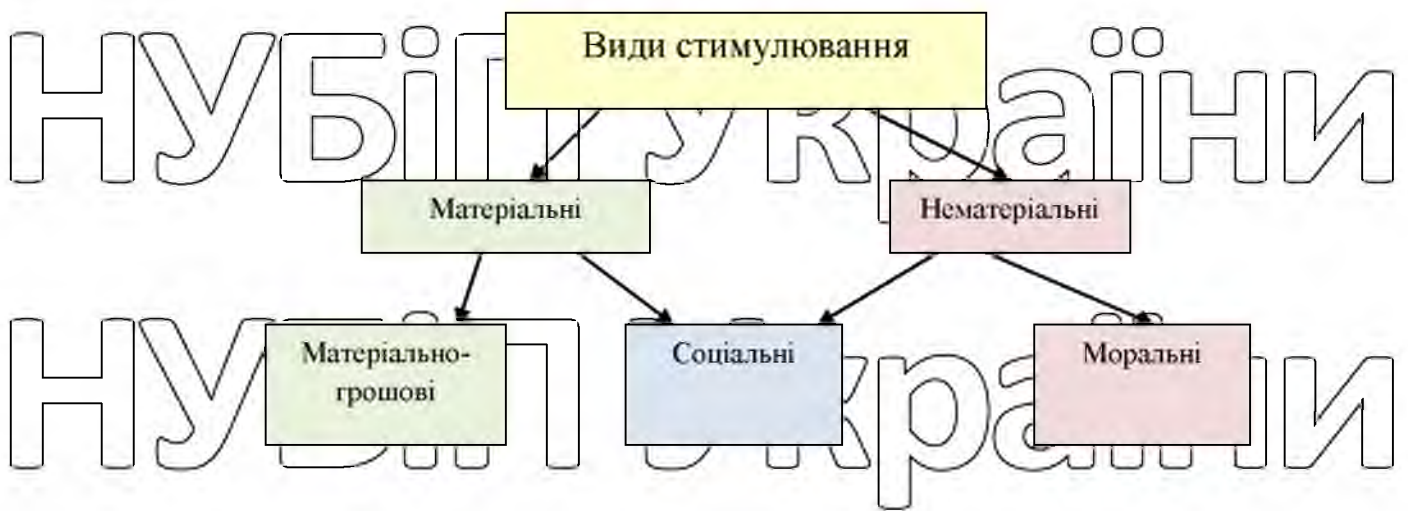 НУБіП України
Види стимулювання
Матеріальні
Нематеріальні
НУБіП України
Матеріально-
грошові
Соціальні
Моральні